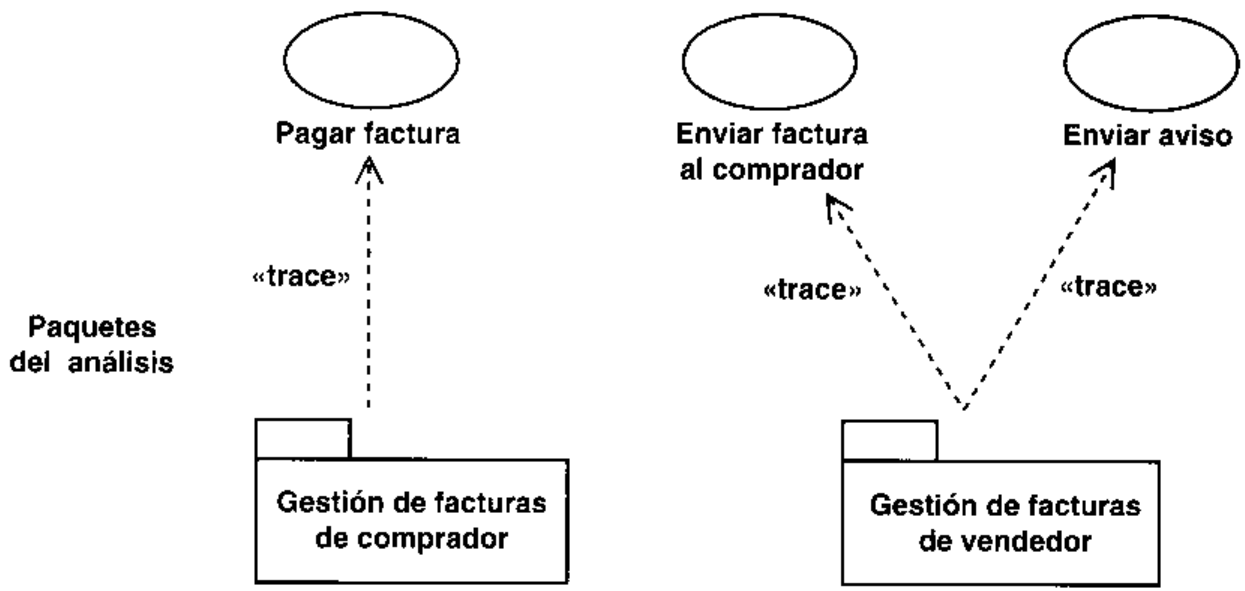 Pagar factura
Enviar factura
al comprador
Enviar aviso
«trace»
«trace»
«trace»
Paquetes
del análisis
Gestión de facturas
de comprador
Gestión de facturas
de vendedor